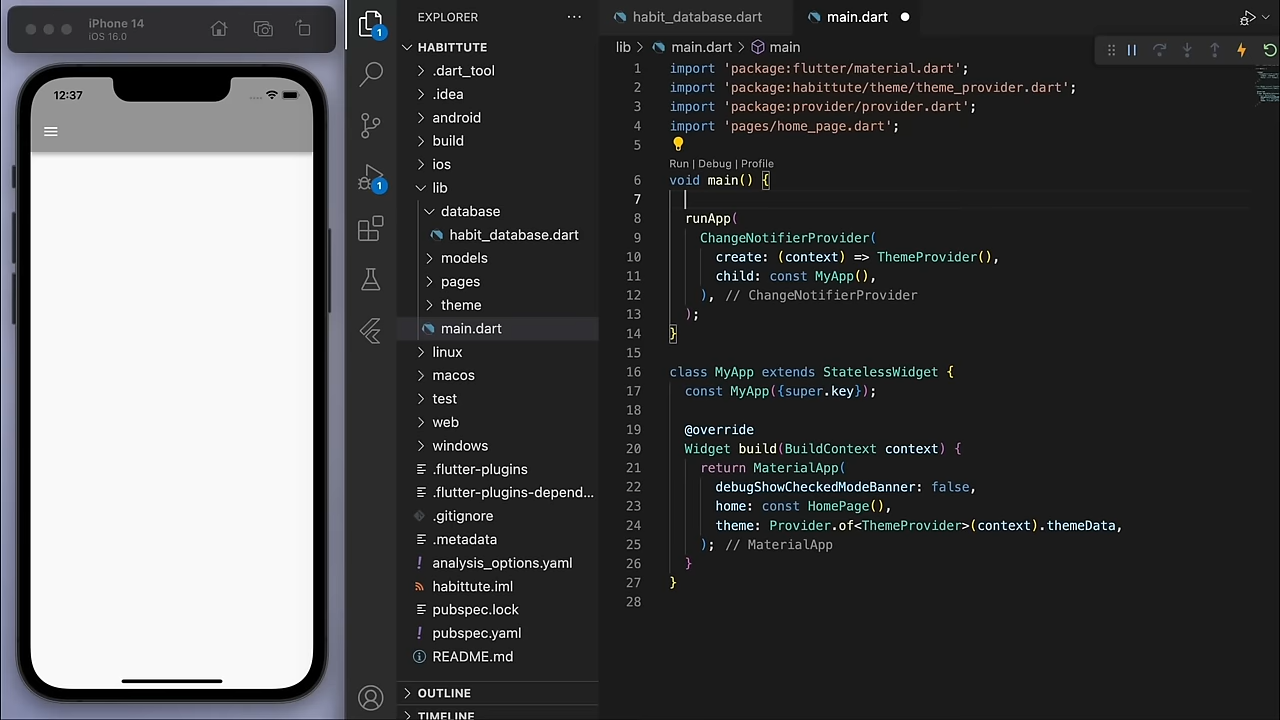 iPhone 14
iOS 16.0
12:37
1
1
EXPLORER
HABITTUTE
.dart_tool
.idea
android
build
ios
lib
database
habit_database.dart
models
pages
theme
main.dart
linux
macos
test
web
windows
.flutter-plugins
.flutter-plugins-depend...
.gitignore
.metadata
analysis_options.yaml
habittute.iml
pubspec.lock
pubspec.yaml
README.md
OUTLINE
TIMELINE
habit_database.dart
main.dart
lib > main.dart > main
1 import 'package:flutter/material.dart';
2 import 'package:habittute/theme/theme_provider.dart';
3 import 'package:provider/provider.dart';
4 import 'pages/home_page.dart';
5
Run | Debug | Profile
6 void main() {
7
8 runApp(
9 ChangeNotifierProvider(
10 create: (context) => ThemeProvider(),
11 child: const MyApp(),
12 ), // ChangeNotifierProvider
13 );
14 }
15
16 class MyApp extends StatelessWidget {
17 const MyApp({super.key});
18
19 @override
20 Widget build(BuildContext context) {
21 return MaterialApp(
22 debugShowCheckedModeBanner: false,
23 home: const HomePage(),
24 theme: Provider.of<ThemeProvider>(context).themeData,
25 ); // MaterialApp
26 }
27 }
28